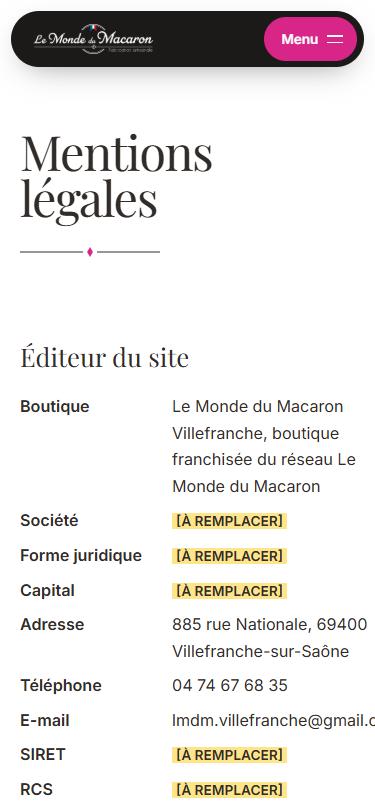 Le Monde du Macaron
Fabrication artisanale
Menu
Mentions
légales
Éditeur du site
Boutique
Le Monde du Macaron
Villefranche, boutique
franchisée du réseau Le
Monde du Macaron
Société
[À REMPLACER]
Forme juridique
[À REMPLACER]
Capital
[À REMPLACER]
Adresse
885 rue Nationale, 69400
Villefranche-sur-Saône
Téléphone
04 74 67 68 35
E-mail
lmdm.villefranche@gmail.c
SIRET
[À REMPLACER]
RCS
[À REMPLACER]